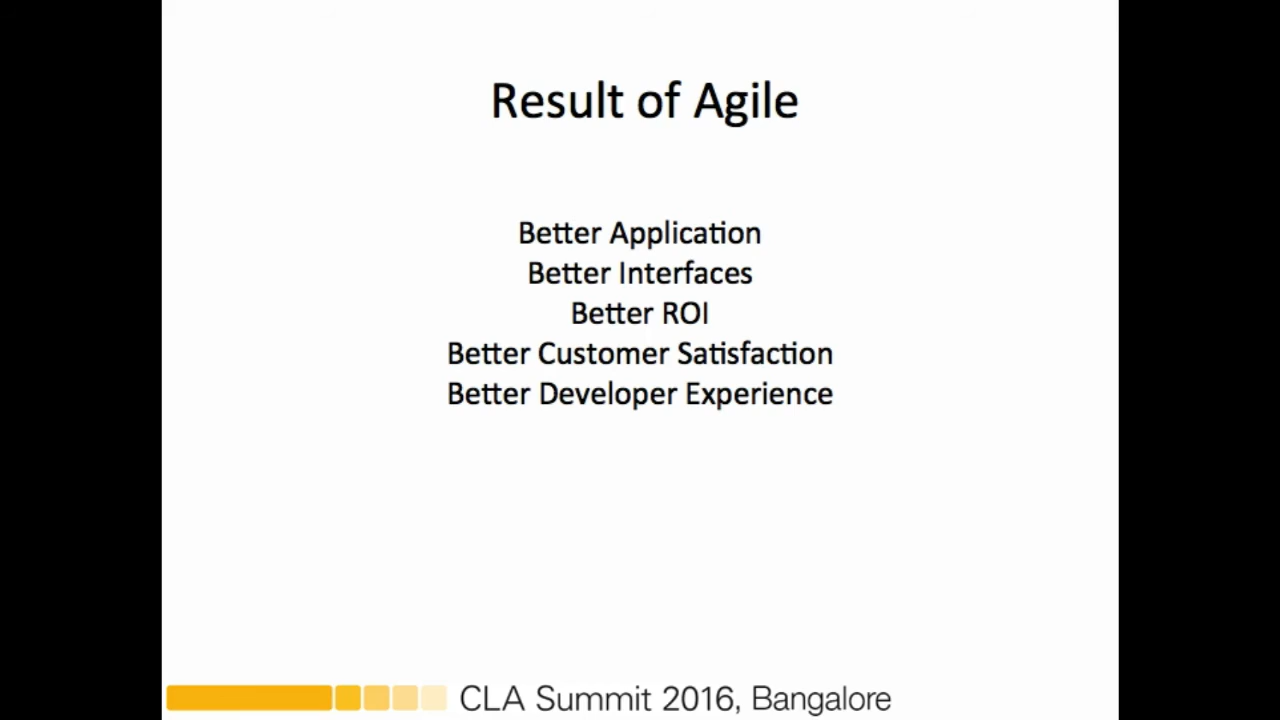 Result of Agile
Better Application
Better Interfaces
Better ROI
Better Customer Satisfaction
Better Developer Experience
CLA Summit 2016, Bangalore